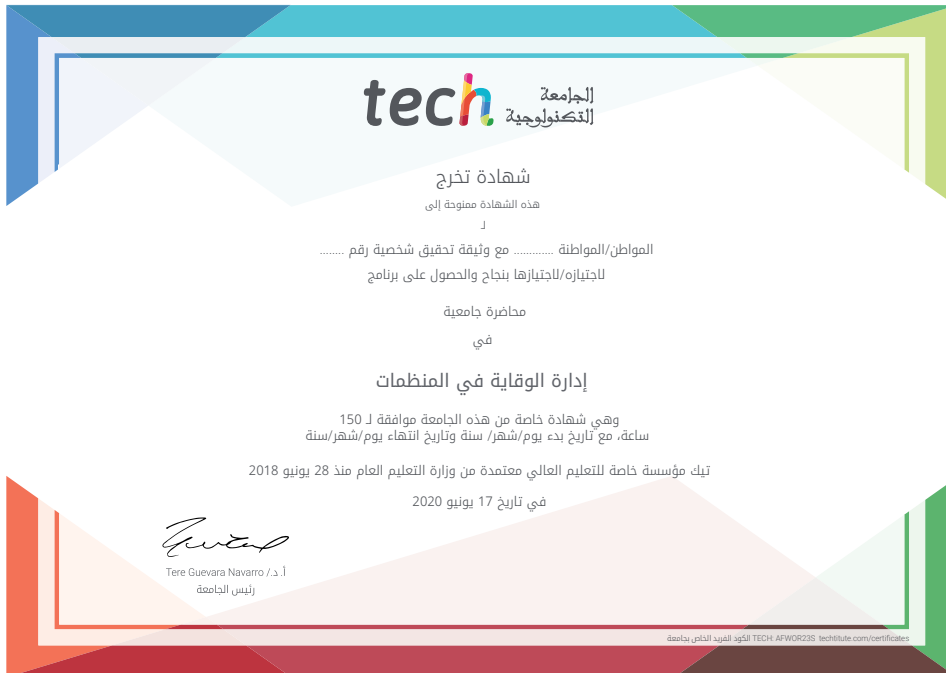 tech الجامعة
التكنولوجية
شهادة تخرج
هذه الشهادة ممنوحة إلى
لـ
المواطن/المواطنة ............ مع وثيقة تحقيق شخصية رقم ........
لاجتيازه/لاجتيازها بنجاح والحصول على برنامج
محاضرة جامعية
في
إدارة الوقاية في المنظمات
وهي شهادة خاصة من هذه الجامعة موافقة لـ 150
ساعة، مع تاريخ بدء يوم/شهر/ سنة وتاريخ انتهاء يوم/شهر/سنة
تيك مؤسسة خاصة للتعليم العالي معتمدة من وزارة التعليم العام منذ 28 يونيو 2018
في تاريخ 17 يونيو 2020
أ.د./ Tere Guevara Navarro
رئيس الجامعة
الكود الفريد الخاص بجامعة TECH: AFWOR23S techtitute.com/certificates